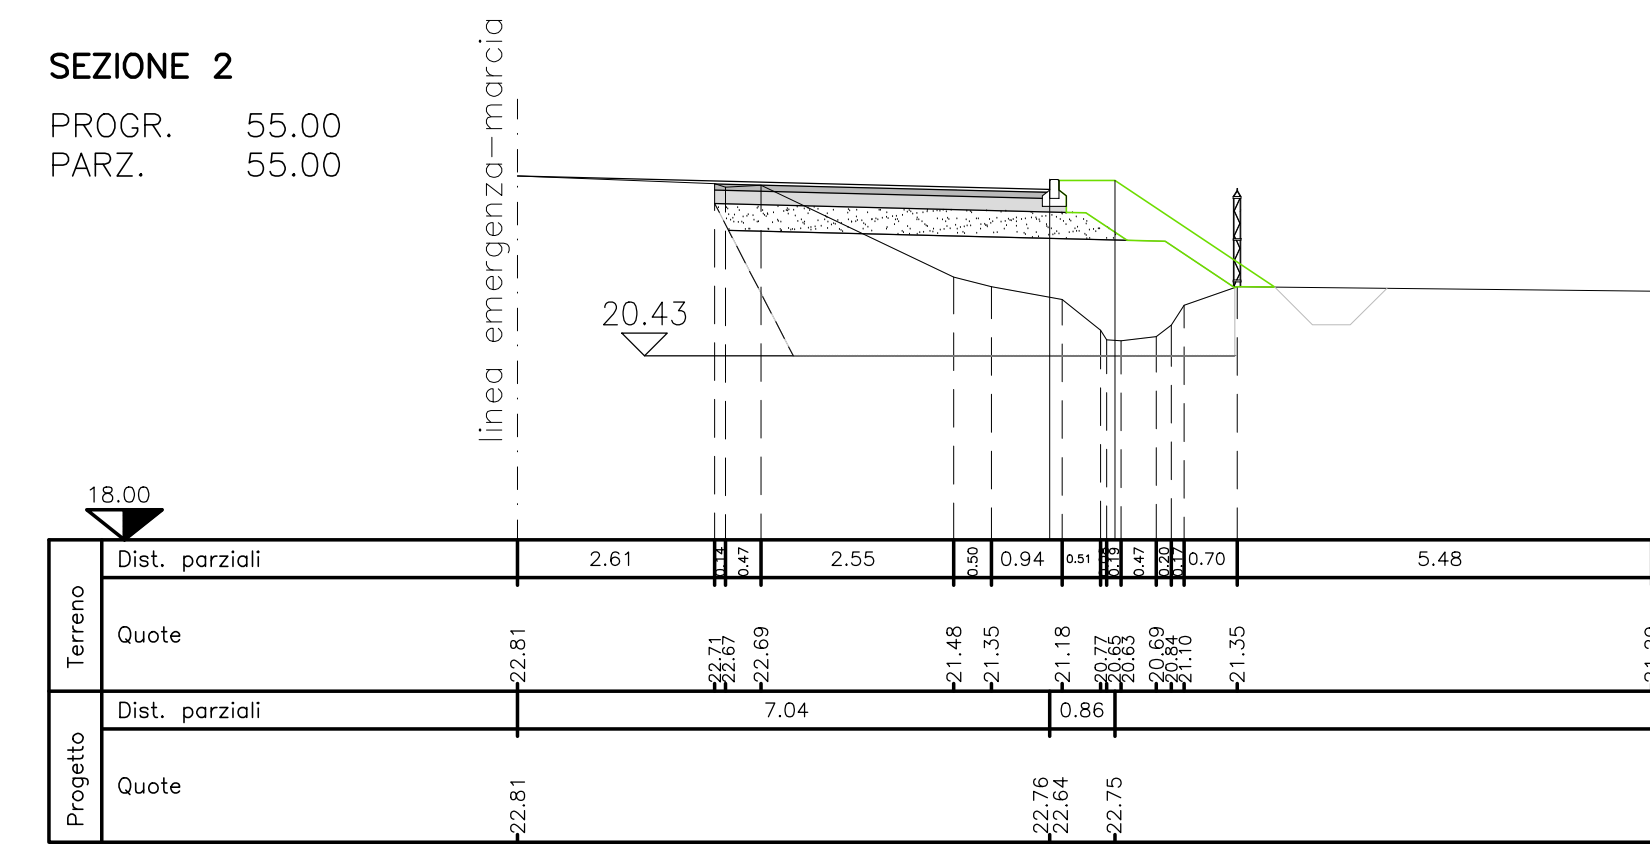 SEZIONE 2
PROGR. 55.00
PARZ. 55.00
linea emergenza-marcia
20.43
18.00
Terreno
Dist. parziali 2.61 0.14 0.47 2.55 0.50 0.94 0.51 0.19 0.47 0.20 0.17 0.70 5.48
Quote 22.81 22.71 22.67 22.69 21.48 21.35 21.18 20.77 20.65 20.63 20.69 20.84 21.10 21.35
Progetto
Dist. parziali 7.04 0.86
Quote 22.81 22.76 22.64 22.75